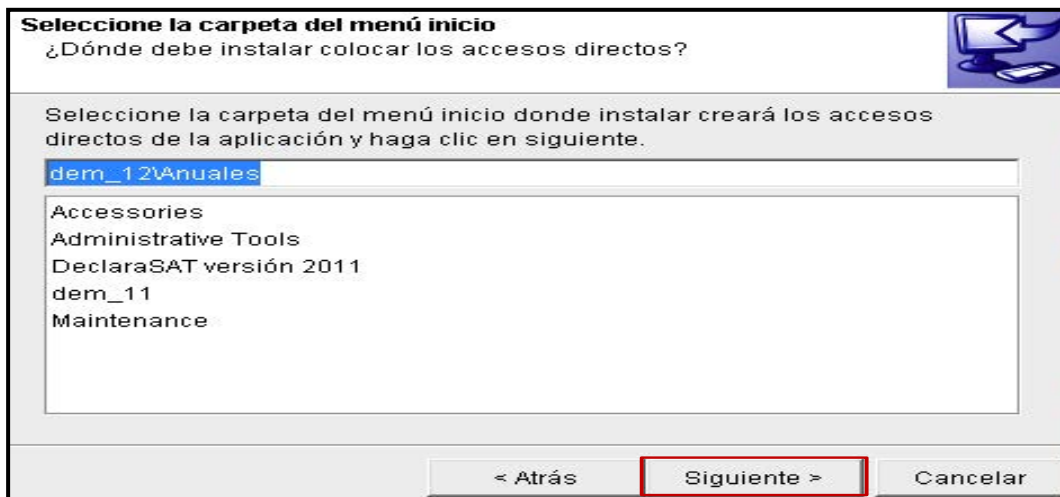 Seleccione la carpeta del menú inicio
¿Dónde debe instalar colocar los accesos directos?
Seleccione la carpeta del menú inicio donde instalar creará los accesos
directos de la aplicación y haga clic en siguiente.
dem_12\Anuales
Accessories
Administrative Tools
DeclaraSAT versión 2011
dem_11
Maintenance
< Atrás
Siguiente >
Cancelar